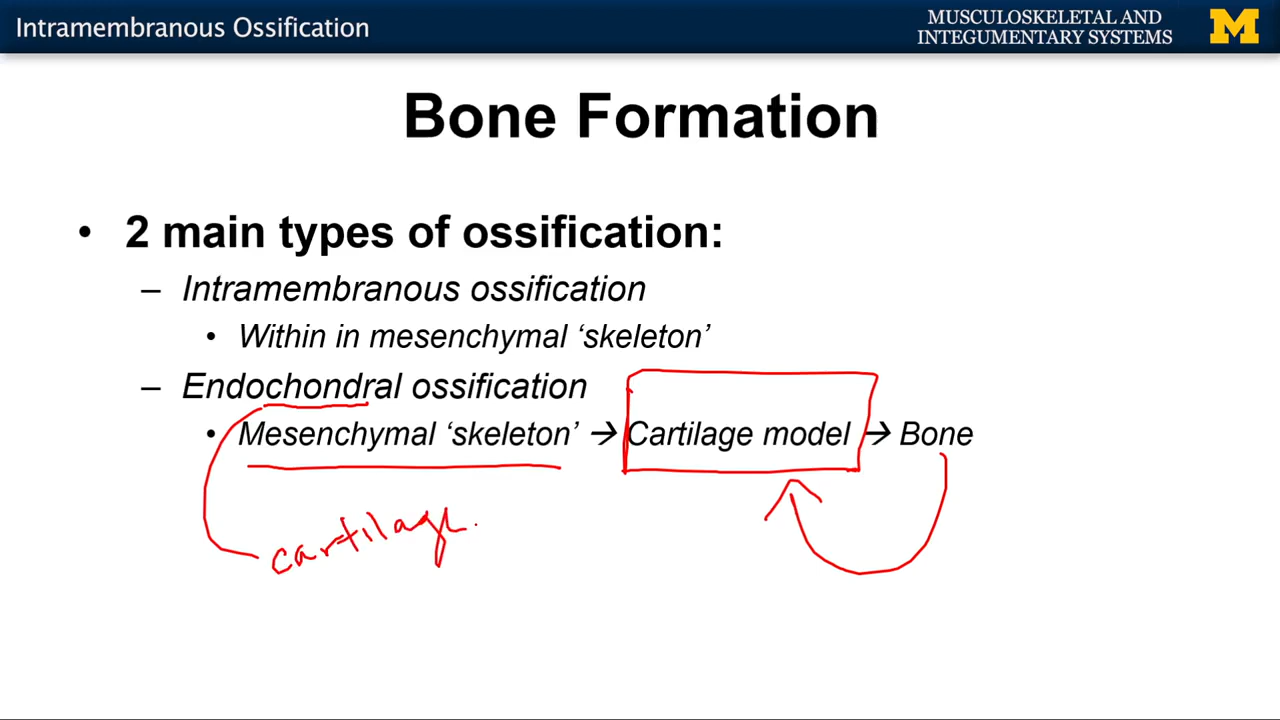 Intramembranous Ossification
MUSCULOSKELETAL AND
INTEGUMENTARY SYSTEMS
M
Bone Formation
• 2 main types of ossification:
– Intramembranous ossification
• Within in mesenchymal ‘skeleton’
– Endochondral ossification
• Mesenchymal ‘skeleton’ → Cartilage model → Bone
cartilage.